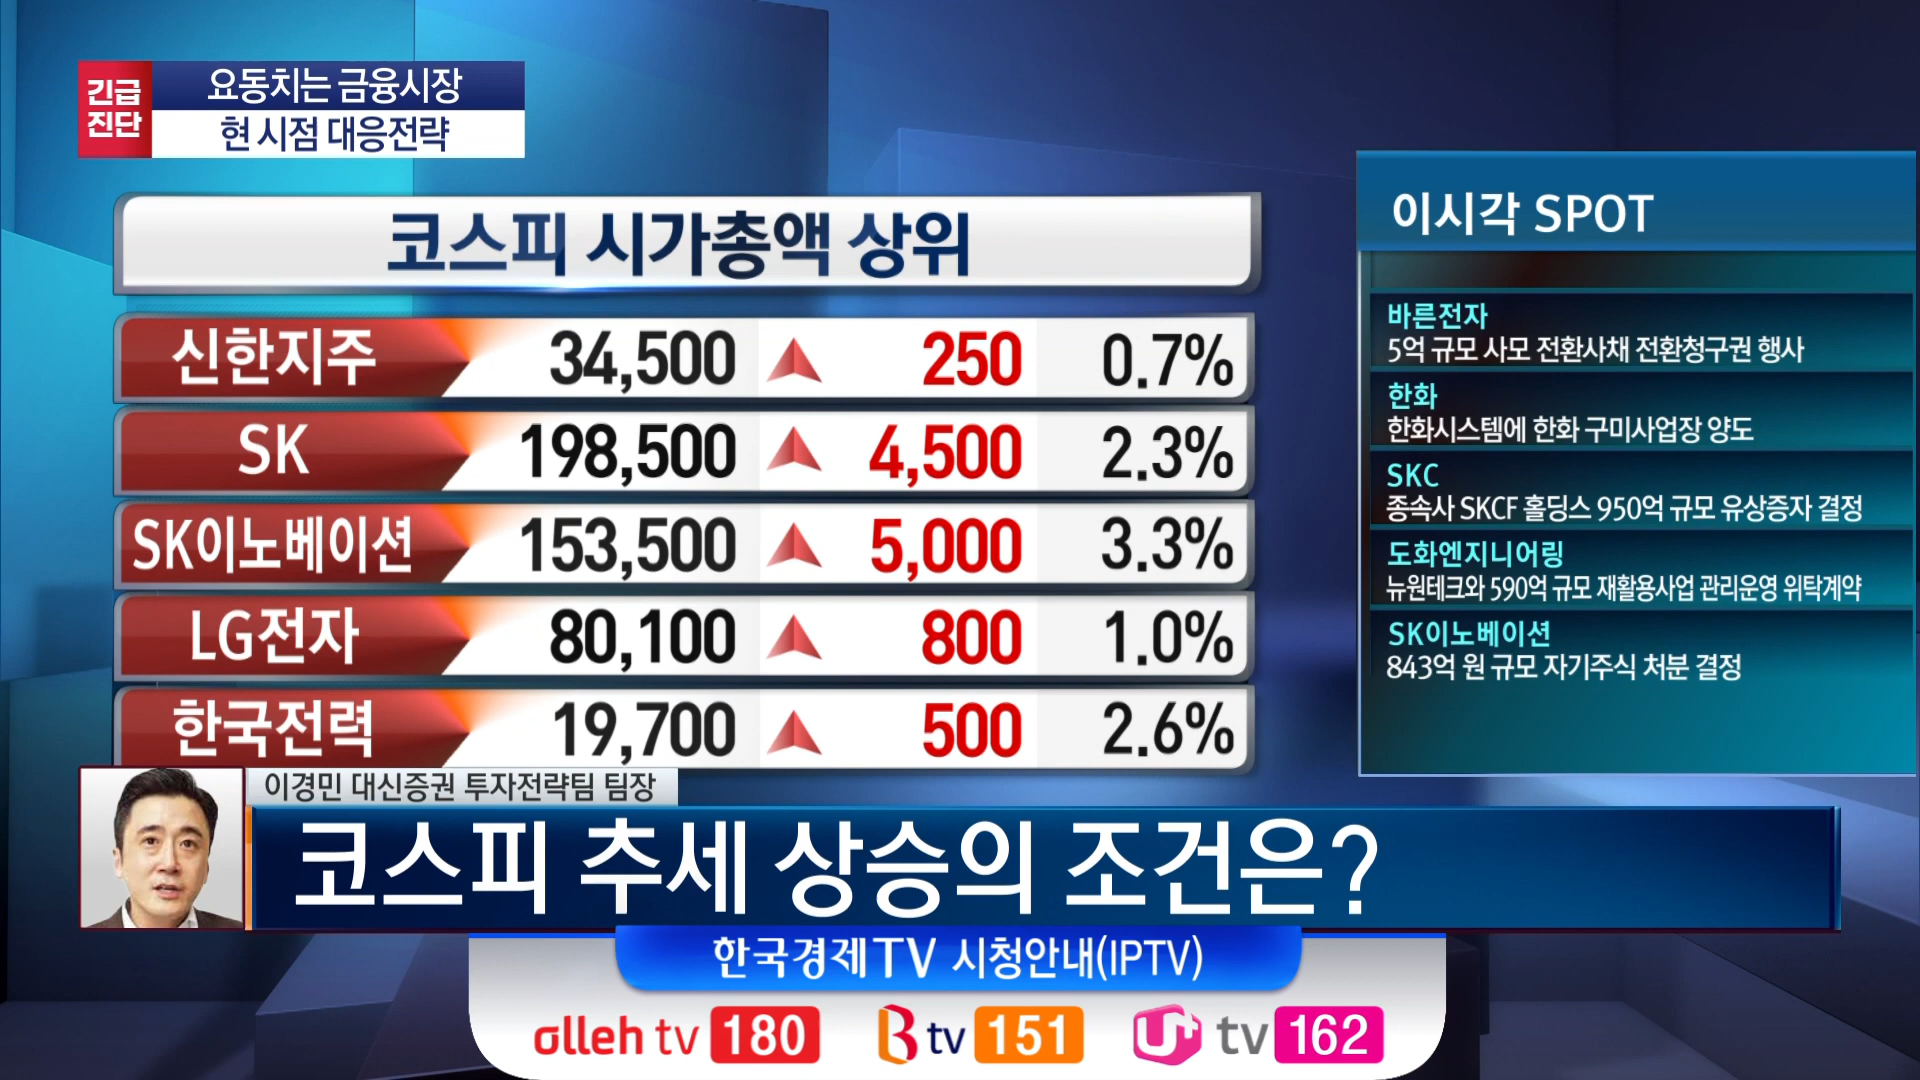 긴급
진단
요동치는 금융시장
현 시점 대응전략
코스피 시가총액 상위
신한지주 34,500 ▲ 250 0.7%
SK 198,500 ▲ 4,500 2.3%
SK이노베이션 153,500 ▲ 5,000 3.3%
LG전자 80,100 ▲ 800 1.0%
한국전력 19,700 ▲ 500 2.6%
이시각 SPOT
바른전자
5억 규모 사모 전환사채 전환청구권 행사
한화
한화시스템에 한화 구미사업장 양도
SKC
종속사 SKCF 홀딩스 950억 규모 유상증자 결정
도화엔지니어링
뉴원테크와 590억 규모 재활용사업 관리운영 위탁계약
SK이노베이션
843억 원 규모 자기주식 처분 결정
이경민 대신증권 투자전략팀 팀장
코스피 추세 상승의 조건은?
한국경제TV 시청안내(IPTV)
olleh tv 180 B tv 151 U+ tv 162